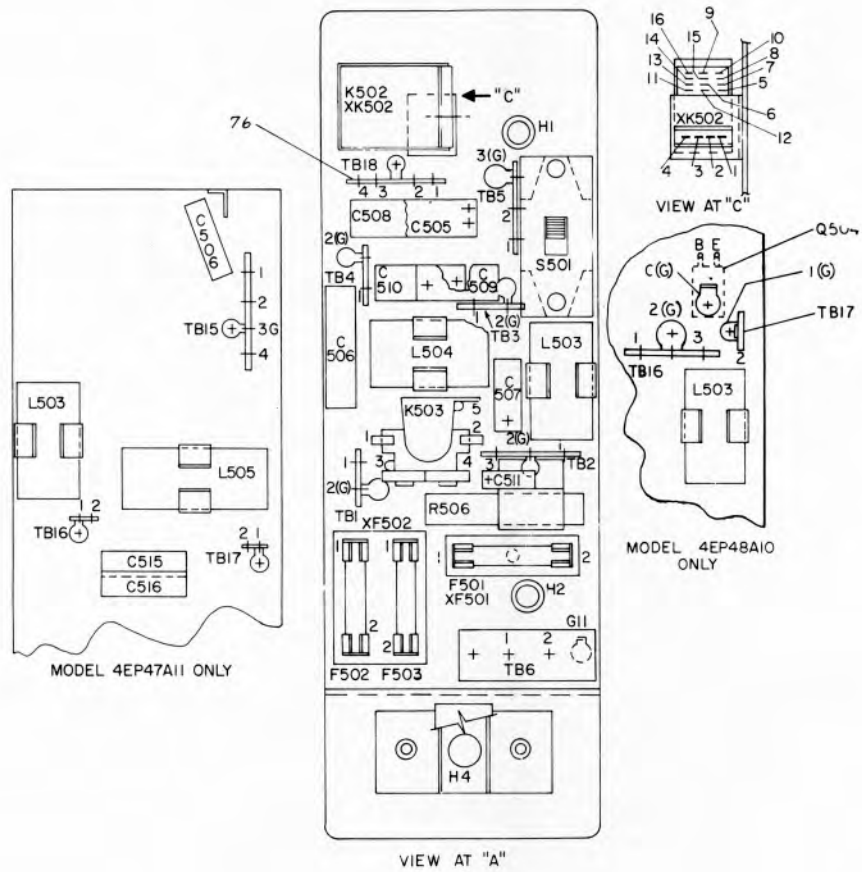 K502
XK502
"C"
H1
76
TB18
4 3 2 1
3(G)
TB5
2
1
C508
C505
S501
2(G)
TB4
1
C
510
C
509
1
2(G)
TB3
C
506
L504
L503
C
507
K503
5
1
2
3
4
2(G)
3
1
TB2
1
2(G)
TB1
+C511
R506
XF502
1
1
2
2
F502
F503
1
2
F501
XF501
H2
G11
1
2
TB6
H4
VIEW AT "A"
C
506
1
2
TB15
3G
4
L503
L505
1 2
TB16
2 1
TB17
C515
C516
MODEL 4EP47A11 ONLY
9
16
15
10
14
8
13
7
11
5
6
XK502
12
4
3
2
1
VIEW AT "C"
Q504
B E
C(G)
1(G)
2(G)
TB17
1
3
2
TB16
L503
MODEL 4EP48A10
ONLY